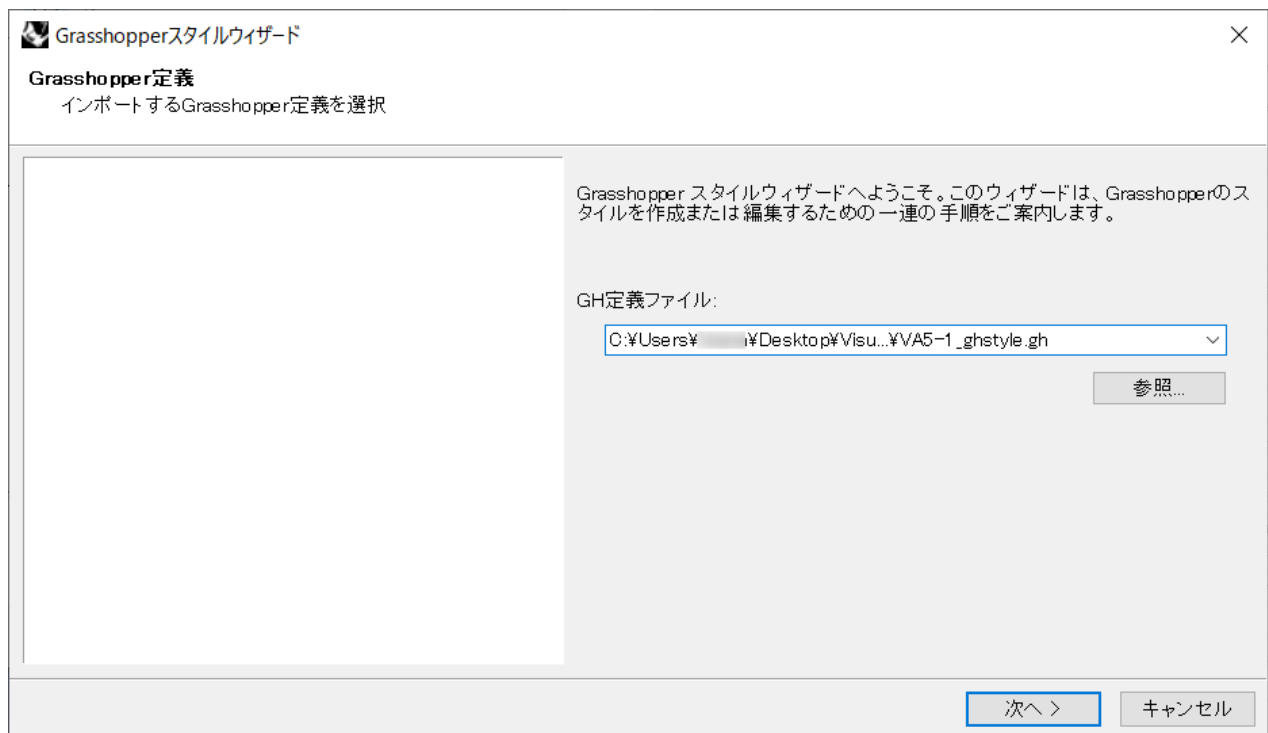 Grasshopperスタイルウィザード
Grasshopper定義
インポートするGrasshopper定義を選択
Grasshopper スタイルウィザードへようこそ。このウィザードは、Grasshopperのス
タイルを作成または編集するための一連の手順をご案内します。
GH定義ファイル:
C:¥Users¥ ¥Desktop¥Visu...¥VA5-1_ghstyle.gh
参照...
次へ >
キャンセル